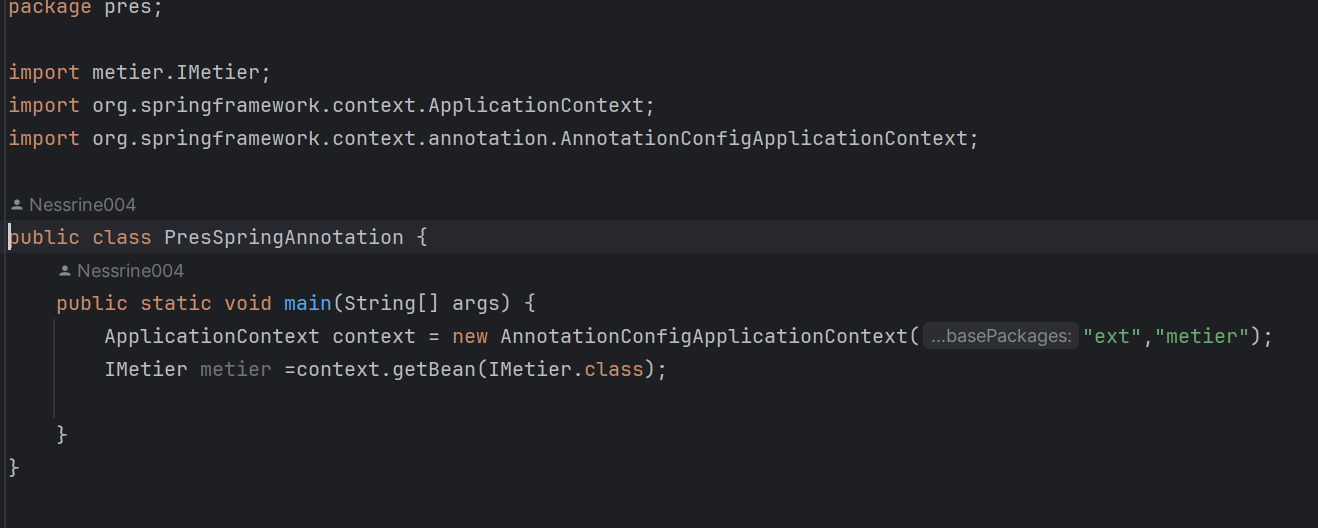 package pres;
import metier.IMetier;
import org.springframework.context.ApplicationContext;
import org.springframework.context.annotation.AnnotationConfigApplicationContext;
Nessrine004
public class PresSpringAnnotation {
Nessrine004
public static void main(String[] args) {
ApplicationContext context = new AnnotationConfigApplicationContext( ...basePackages: "ext","metier");
IMetier metier =context.getBean(IMetier.class);
}
}